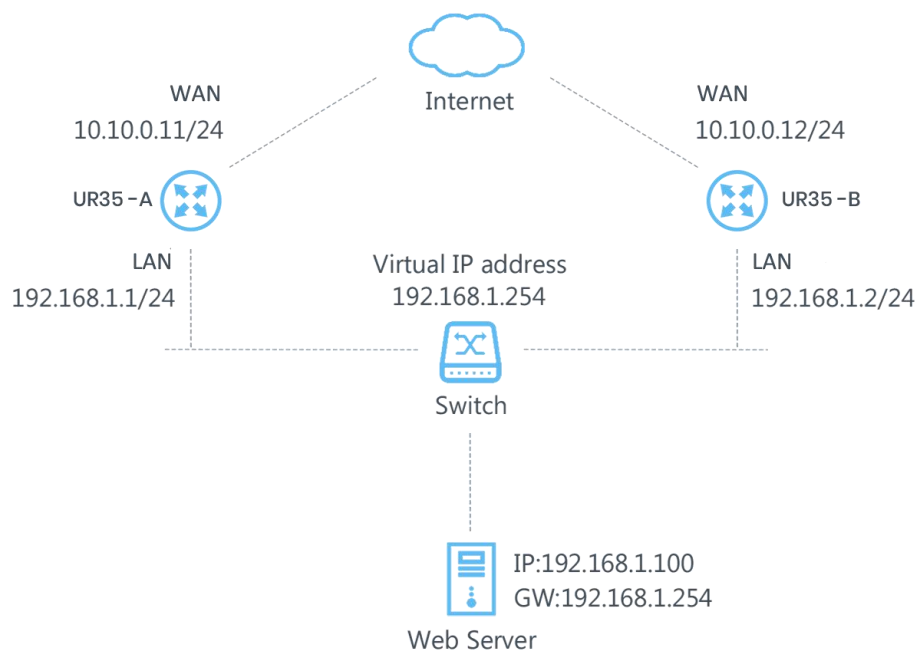 Internet
WAN
10.10.0.11/24
WAN
10.10.0.12/24
UR35-A
UR35-B
LAN
192.168.1.1/24
Virtual IP address
192.168.1.254
LAN
192.168.1.2/24
Switch
IP:192.168.1.100
GW:192.168.1.254
Web Server